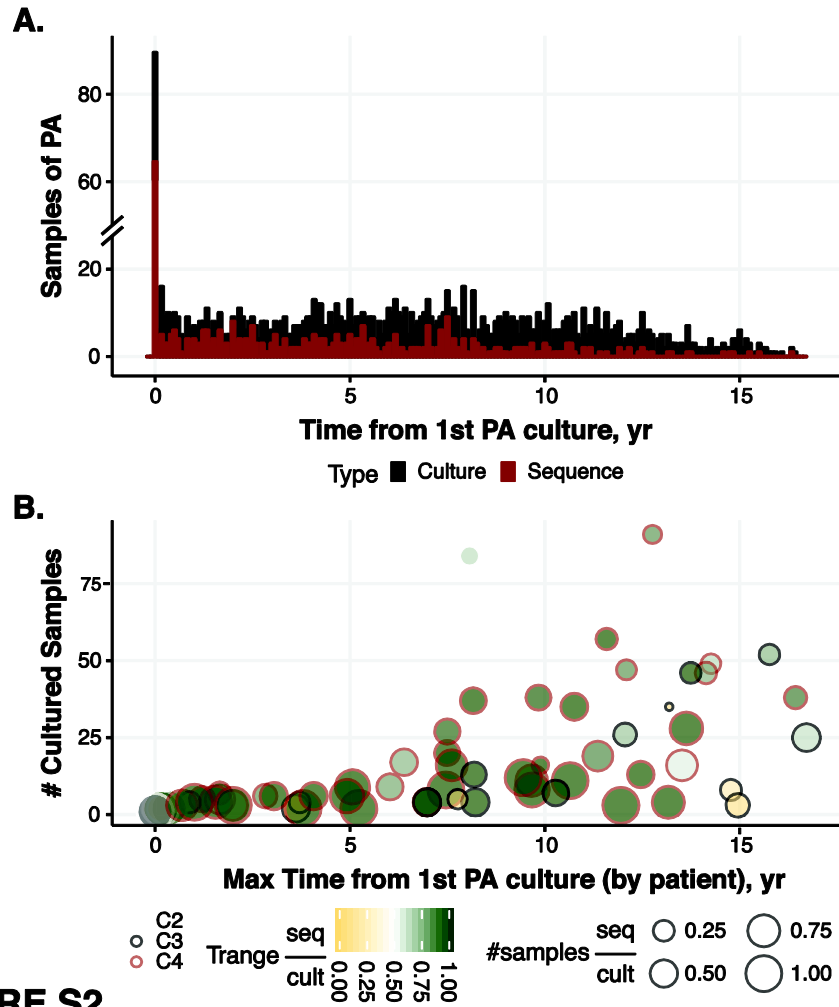 A.
Samples of PA
80
60
20
0
0 5 10 15
Time from 1st PA culture, yr
Type Culture Sequence
B.
# Cultured Samples
75
50
25
0
0 5 10 15
Max Time from 1st PA culture (by patient), yr
C2
C3
C4
Trange seq cult
0.00 0.25 0.50 0.75 1.00
#samples seq cult
0.25 0.75
0.50 1.00
RE S2